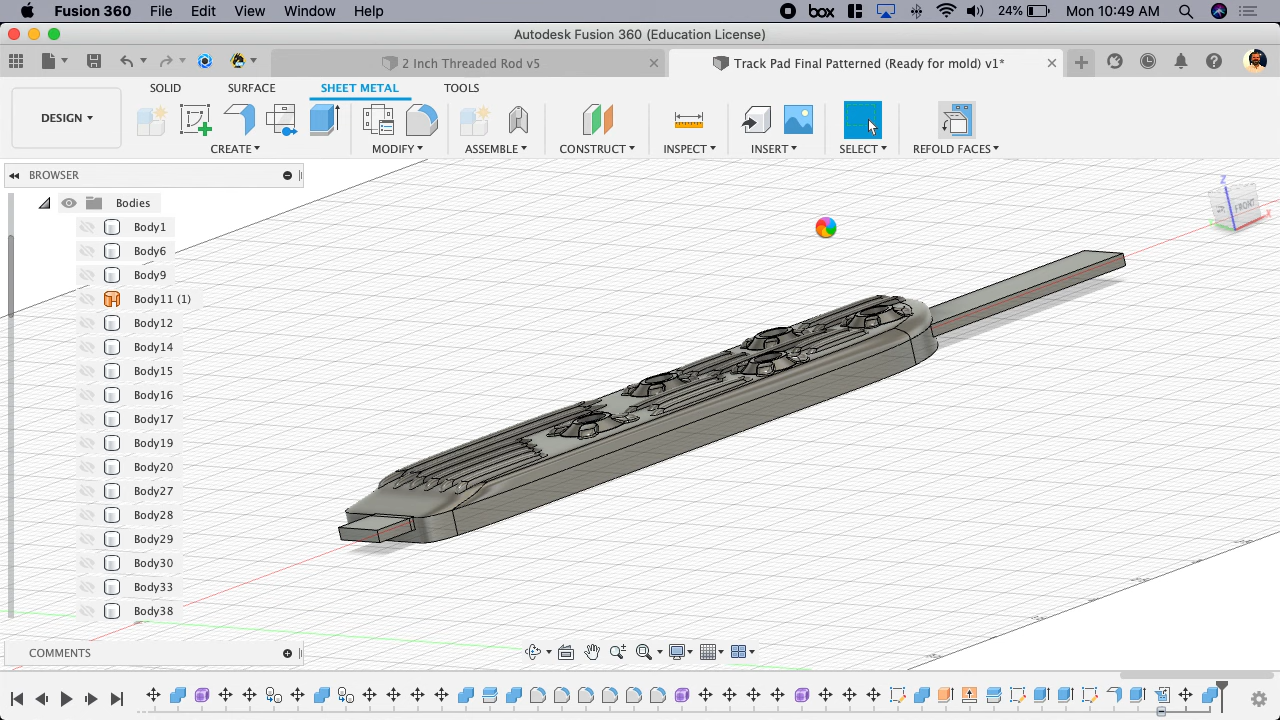 Fusion 360 File Edit View Window Help box 24% Mon 10:49 AM
Autodesk Fusion 360 (Education License)
2 Inch Threaded Rod v5 Track Pad Final Patterned (Ready for mold) v1*
SOLID SURFACE SHEET METAL TOOLS
DESIGN
CREATE MODIFY ASSEMBLE CONSTRUCT INSPECT INSERT SELECT REFOLD FACES
BROWSER
Z FRONT X
Bodies
Body1
Body6
Body9
Body11 (1)
Body12
Body14
Body15
Body16
Body17
Body19
Body20
Body27
Body28
Body29
Body30
Body33
Body38
COMMENTS